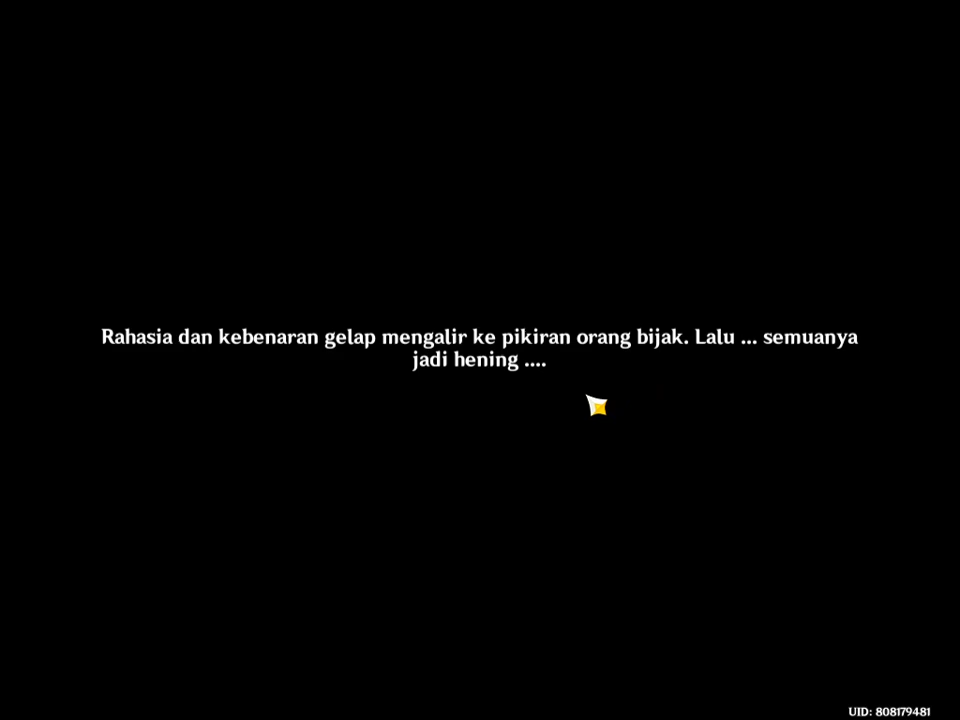 Rahasia dan kebenaran gelap mengalir ke pikiran orang bijak. Lalu ... semuanya
jadi hening ....
UID: 808179481